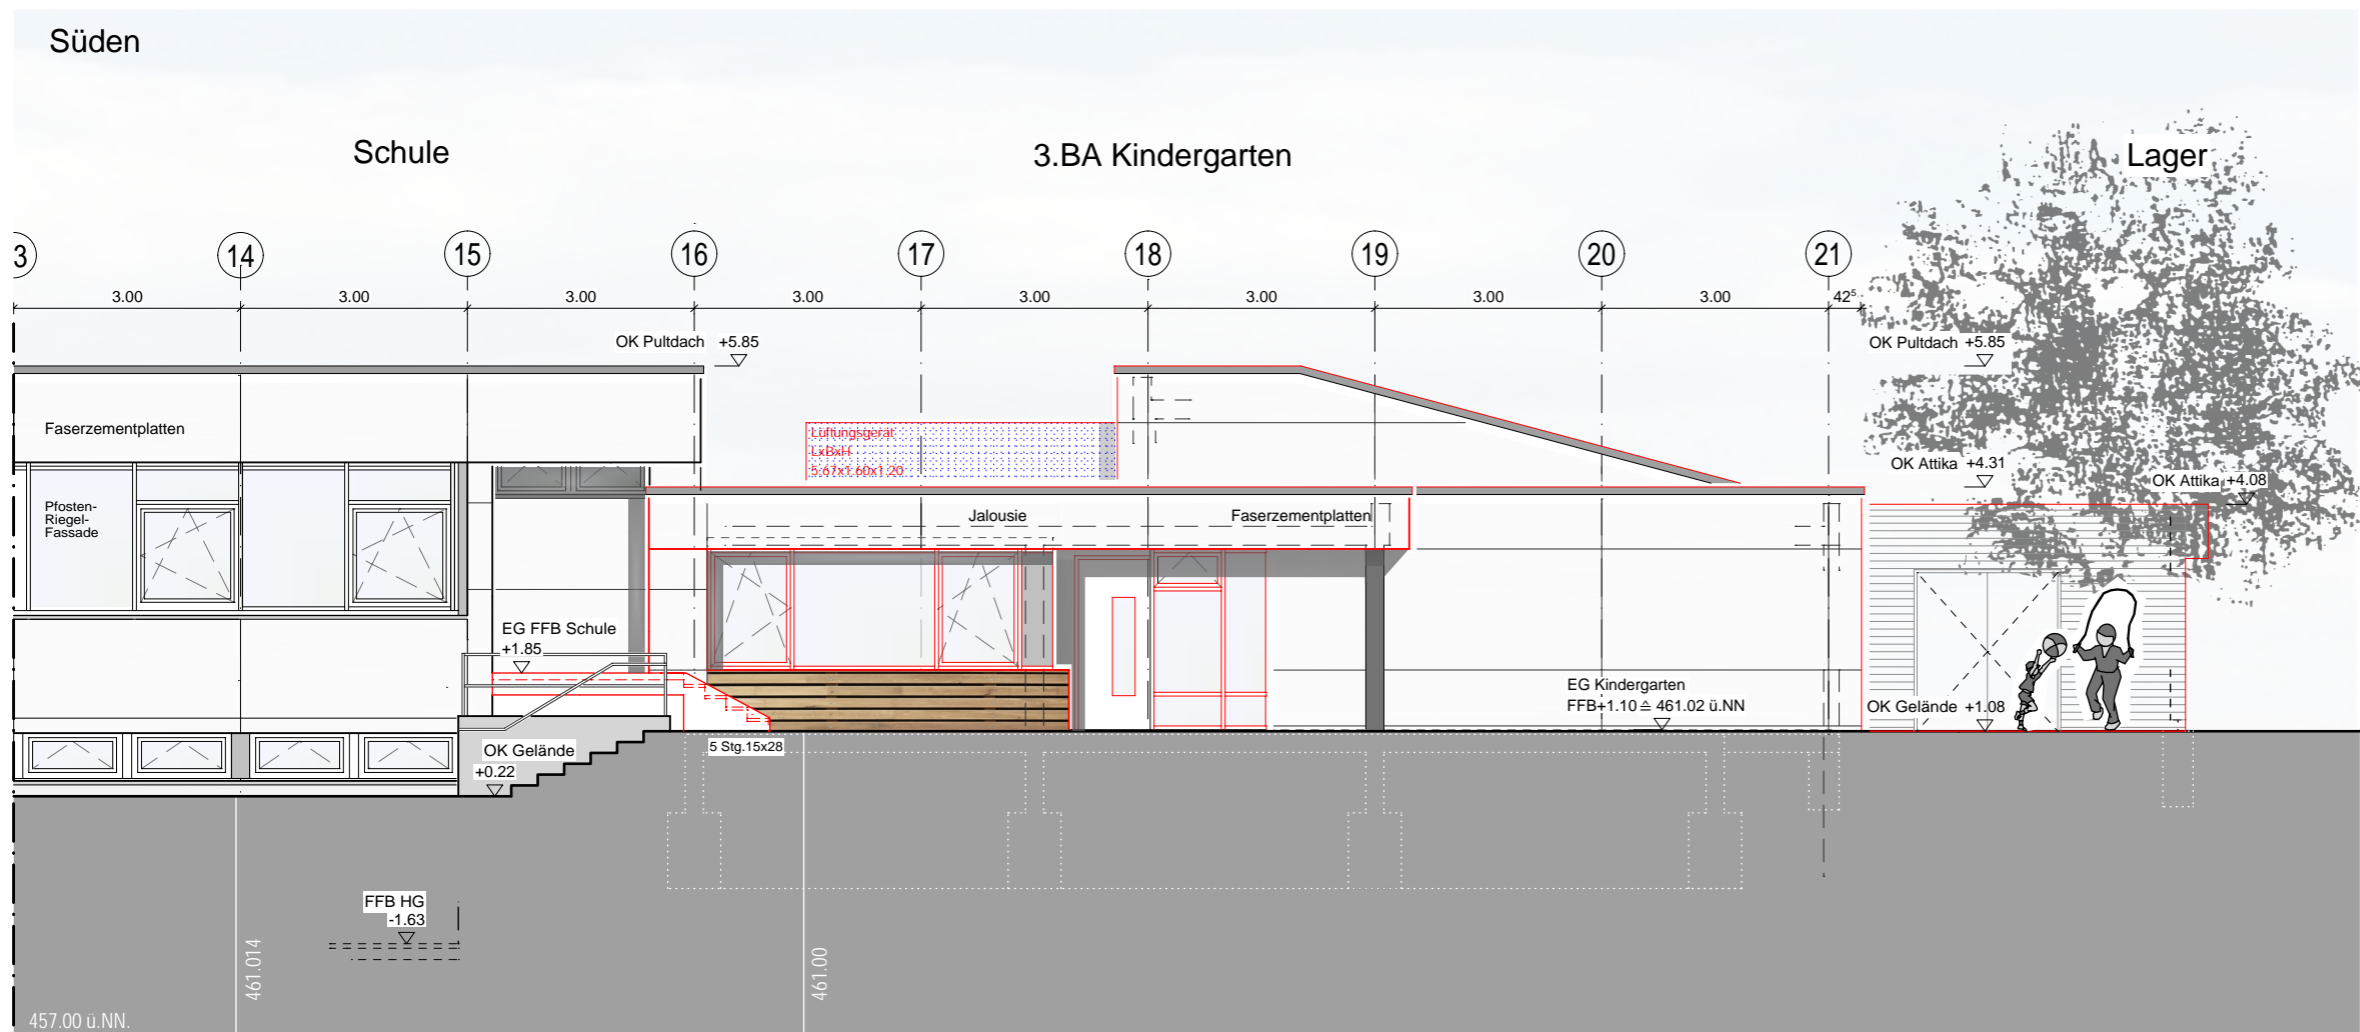 Süden
Schule
3.BA Kindergarten
Lager
3
14
15
16
17
18
19
20
21
3.00
3.00
3.00
3.00
3.00
3.00
3.00
3.00
42⁵
OK Pultdach +5.85
OK Pultdach +5.85
Faserzementplatten
Lüftungsgerät
LxBxH
5.67x1.60x1.20
OK Attika +4.31
OK Attika +4.08
Pfosten-
Riegel-
Fassade
Jalousie
Faserzementplatten
EG FFB Schule
+1.85
EG Kindergarten
FFB+1.10 ≙ 461.02 ü.NN
OK Gelände +1.08
OK Gelände
+0.22
5 Stg.15x28
FFB HG
-1.63
461.014
461.00
457.00 ü.NN.